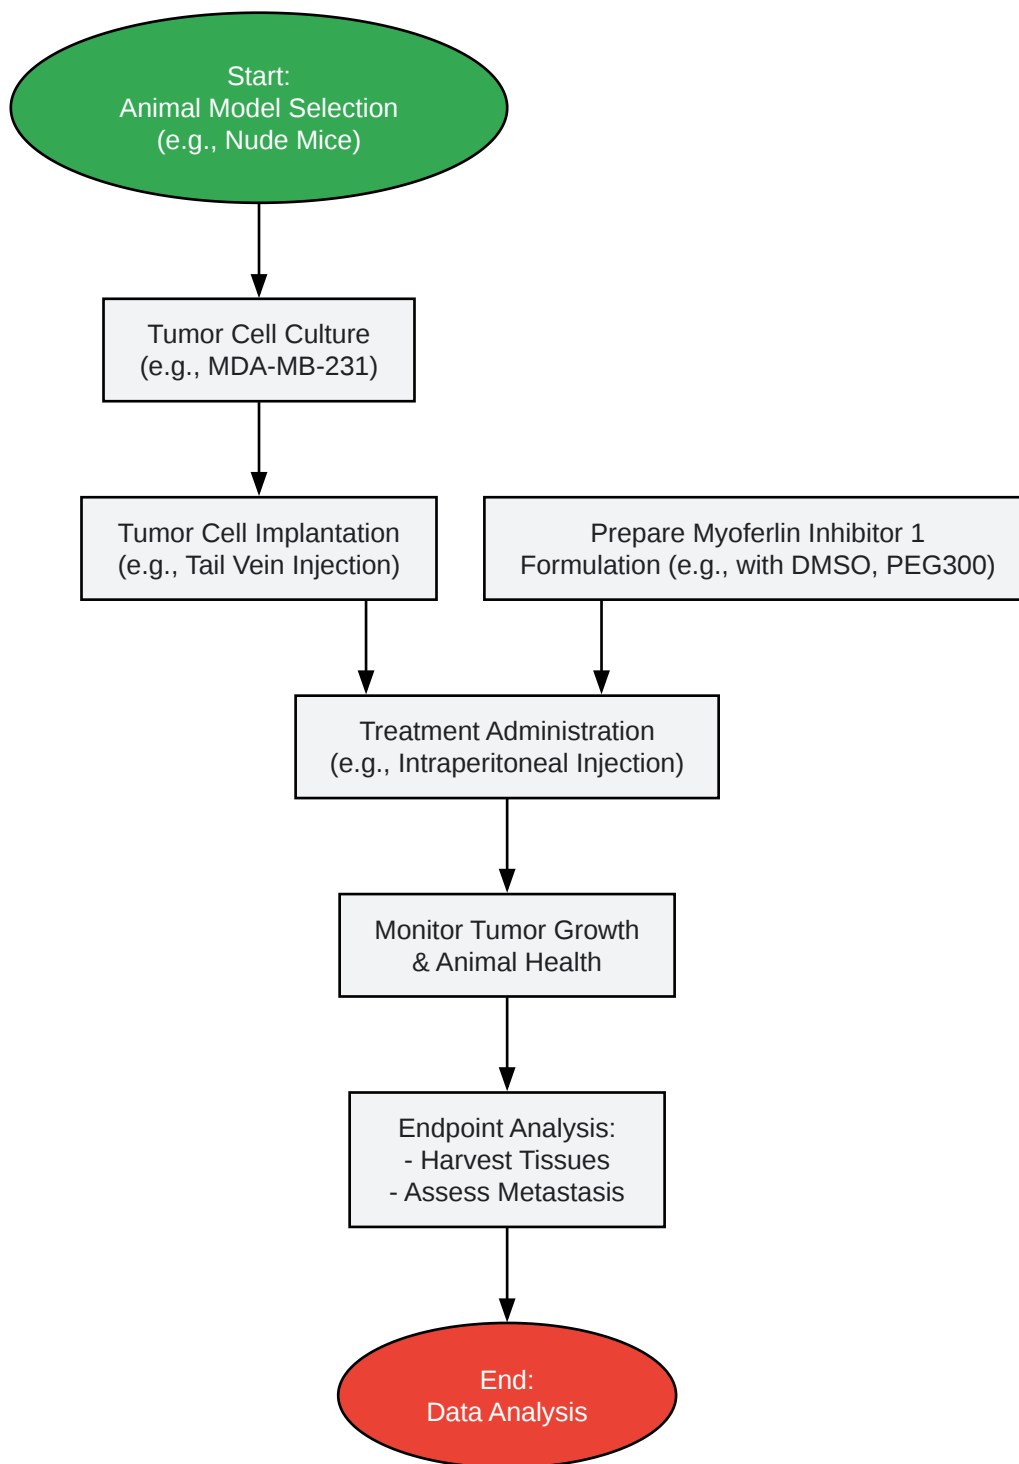 Start:
Animal Model Selection
(e.g., Nude Mice)
Tumor Cell Culture
(e.g., MDA-MB-231)
Tumor Cell Implantation
(e.g., Tail Vein Injection)
Prepare Myoferlin Inhibitor 1
Formulation (e.g., with DMSO, PEG300)
Treatment Administration
(e.g., Intraperitoneal Injection)
Monitor Tumor Growth
& Animal Health
Endpoint Analysis:
- Harvest Tissues
- Assess Metastasis
End:
Data Analysis